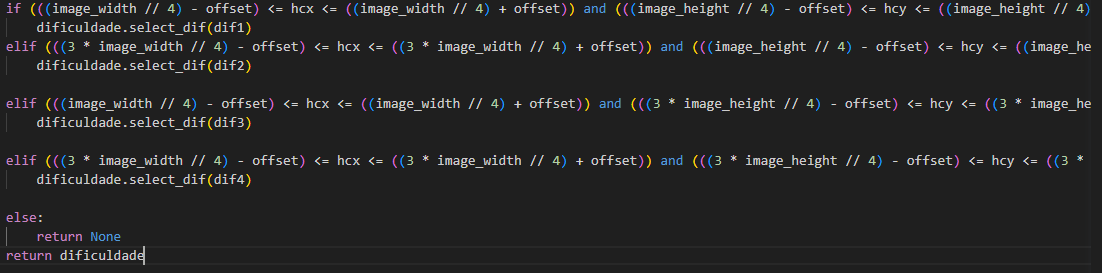 if (((image_width // 4) - offset) <= hcx <= ((image_width // 4) + offset)) and (((image_height // 4) - offset) <= hcy <= ((image_height // 4)
    dificuldade.select_dif(dif1)
elif (((3 * image_width // 4) - offset) <= hcx <= ((3 * image_width // 4) + offset)) and (((image_height // 4) - offset) <= hcy <= ((image_he
    dificuldade.select_dif(dif2)
elif (((image_width // 4) - offset) <= hcx <= ((image_width // 4) + offset)) and (((3 * image_height // 4) - offset) <= hcy <= ((3 * image_he
    dificuldade.select_dif(dif3)
elif (((3 * image_width // 4) - offset) <= hcx <= ((3 * image_width // 4) + offset)) and (((3 * image_height // 4) - offset) <= hcy <= ((3 *
    dificuldade.select_dif(dif4)
else:
    return None
return dificuldade